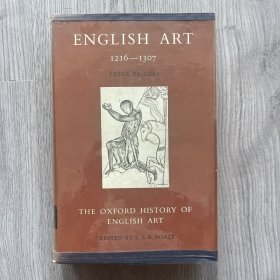 ENGLISH ART
1216—1307
PETER BRIEGER
THE OXFORD HISTORY OF
ENGLISH ART
EDITED BY T. S. R. BOASE